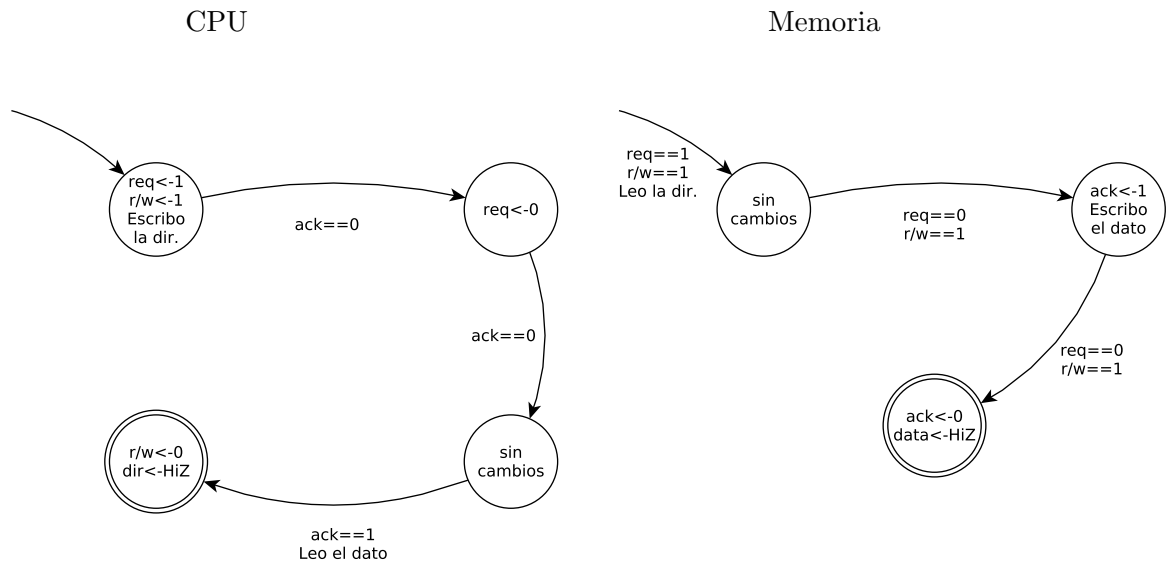 CPU
Memoria
req<-1
r/w<-1
Escribo
la dir.
ack==0
req<-0
ack==0
sin
cambios
ack==1
Leo el dato
r/w<-0
dir<-HiZ
req==1
r/w==1
Leo la dir.
sin
cambios
req==0
r/w==1
ack<-1
Escribo
el dato
req==0
r/w==1
ack<-0
data<-HiZ